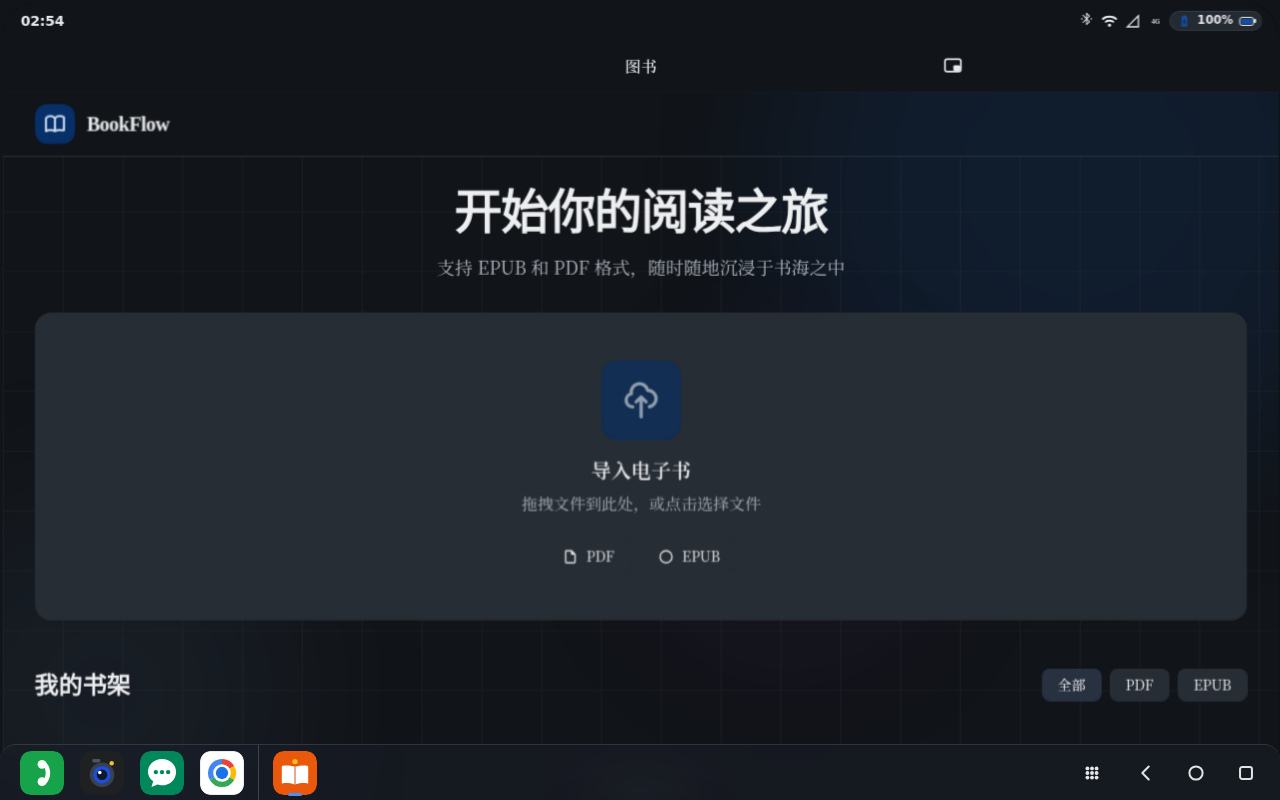 02:54
4G
100%
图书
BookFlow
开始你的阅读之旅
支持 EPUB 和 PDF 格式，随时随地沉浸于书海之中
导入电子书
拖拽文件到此处，或点击选择文件
PDF
EPUB
我的书架
全部
PDF
EPUB